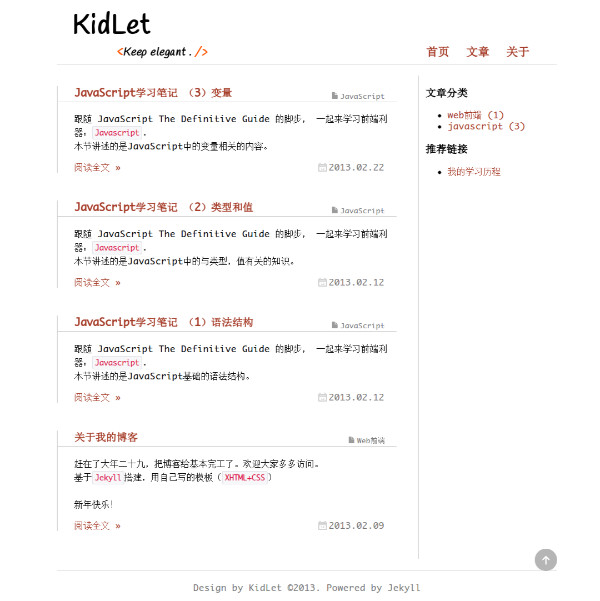 KidLet
<Keep elegant . />
首页 文章 关于
JavaScript学习笔记 (3) 变量
JavaScript
跟随 JavaScript The Definitive Guide 的脚步, 一起来学习前端利
器, Javascript .
本节讲述的是JavaScript中的变量相关的内容。
阅读全文 »
2013.02.22
JavaScript学习笔记 (2) 类型和值
JavaScript
跟随 JavaScript The Definitive Guide 的脚步, 一起来学习前端利
器, Javascript .
本节讲述的是JavaScript中的与类型、值有关的知识。
阅读全文 »
2013.02.12
JavaScript学习笔记 (1) 语法结构
JavaScript
跟随 JavaScript The Definitive Guide 的脚步, 一起来学习前端利
器, Javascript .
本节讲述的是JavaScript基础的语法结构。
阅读全文 »
2013.02.12
关于我的博客
Web前端
赶在了大年二十九，把博客给基本完工了。欢迎大家多多访问。
基于 Jekyll 搭建，用自己写的模板 ( XHTML+CSS )
新年快乐!
阅读全文 »
2013.02.09
文章分类
• web前端 (1)
• javascript (3)
推荐链接
• 我的学习历程
Design by KidLet ©2013. Powered by Jekyll